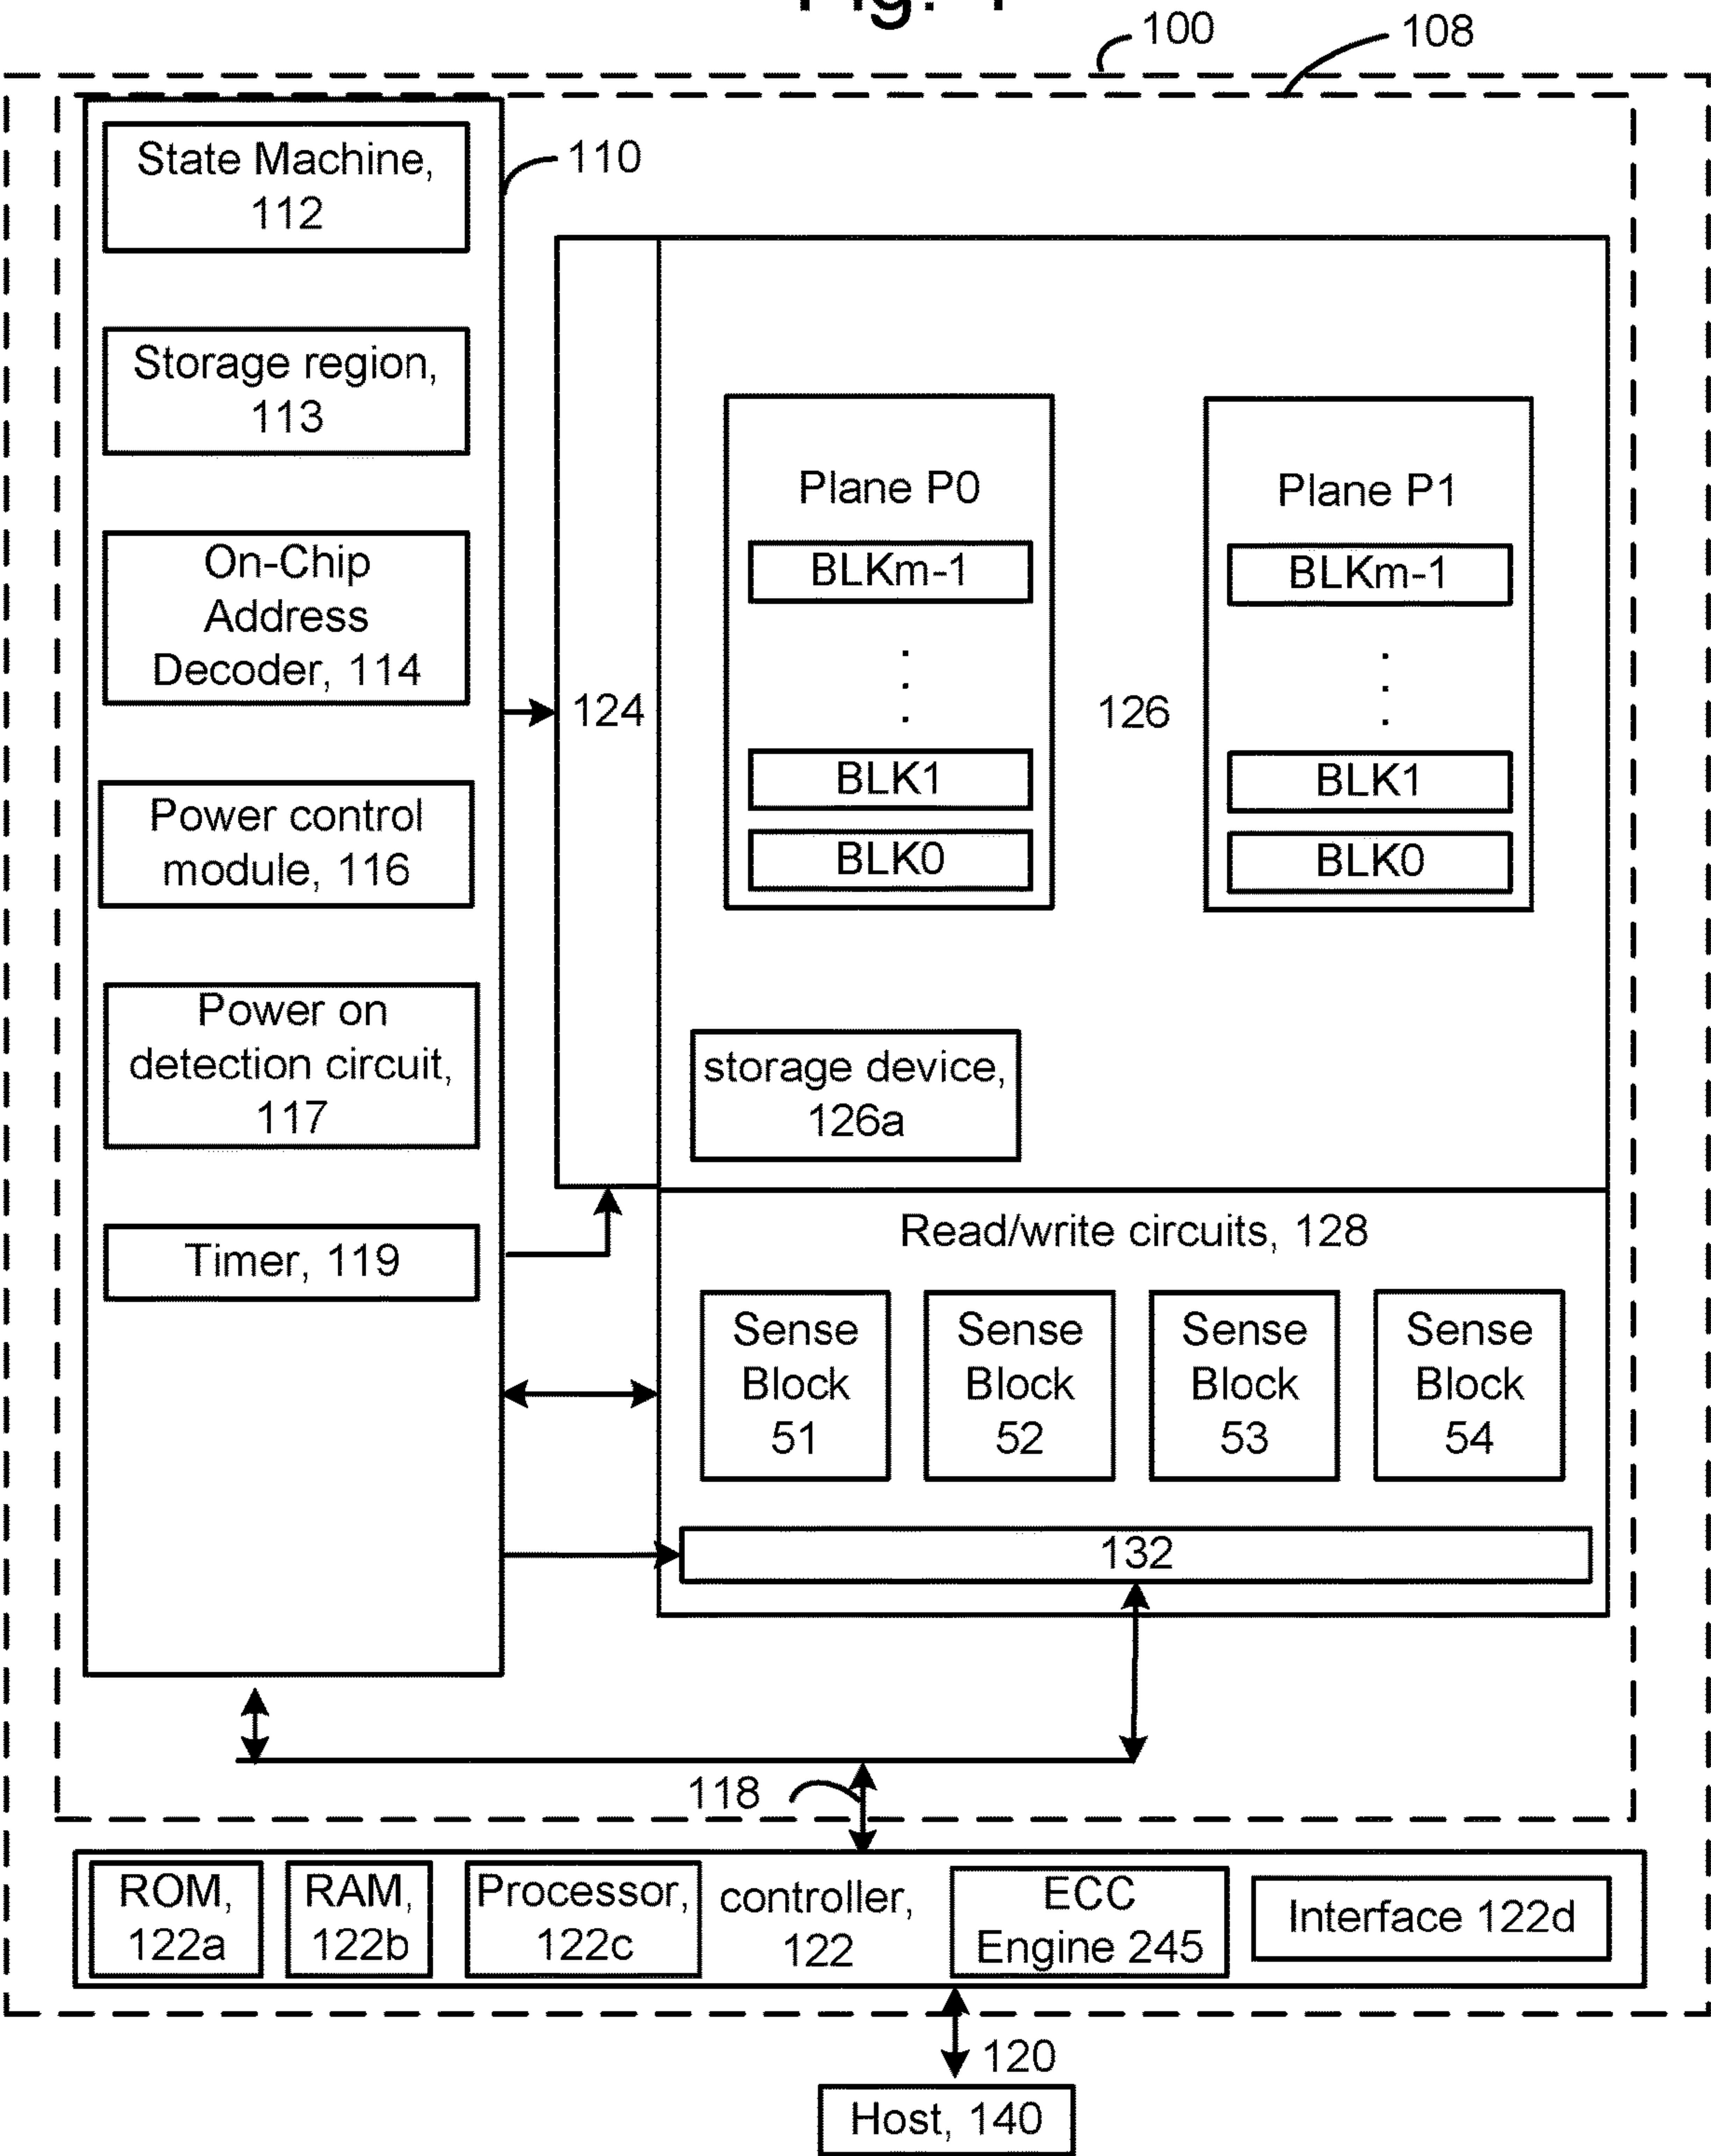 Fig. 1
100
108
State Machine,
112
110
Storage region,
113
On-Chip
Address
Decoder, 114
Power control
module, 116
Power on
detection circuit,
117
Timer, 119
124
Plane P0
BLKm-1
.
.
.
BLK1
BLK0
126
Plane P1
BLKm-1
.
.
.
BLK1
BLK0
storage device,
126a
Read/write circuits, 128
Sense
Block
51
Sense
Block
52
Sense
Block
53
Sense
Block
54
132
118
ROM,
122a
RAM,
122b
Processor,
122c
controller,
122
ECC
Engine 245
Interface 122d
120
Host, 140